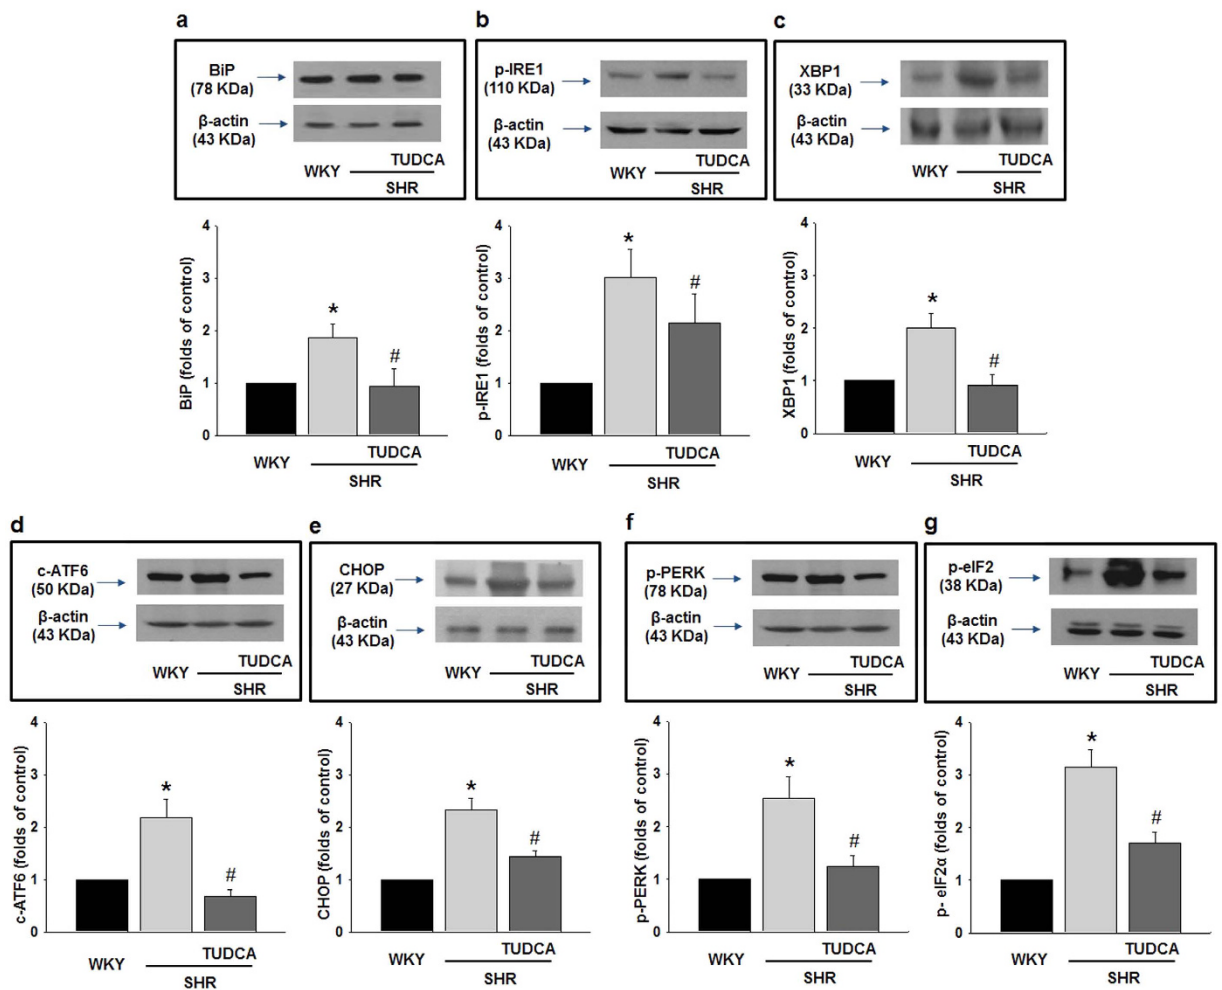 a
BiP
(78 KDa)
β-actin
(43 KDa)
WKY
TUDCA
SHR
BiP (folds of control)
4
3
2
1
0
*
#
WKY
TUDCA
SHR
b
p-IRE1
(110 KDa)
β-actin
(43 KDa)
WKY
TUDCA
SHR
p-IRE1 (folds of control)
4
3
2
1
0
*
#
WKY
TUDCA
SHR
c
XBP1
(33 KDa)
β-actin
(43 KDa)
WKY
TUDCA
SHR
XBP1 (folds of control)
4
3
2
1
0
*
#
WKY
TUDCA
SHR
d
c-ATF6
(50 KDa)
β-actin
(43 KDa)
WKY
TUDCA
SHR
c-ATF6 (folds of control)
4
3
2
1
0
*
#
WKY
TUDCA
SHR
e
CHOP
(27 KDa)
β-actin
(43 KDa)
WKY
TUDCA
SHR
CHOP (folds of control)
4
3
2
1
0
*
#
WKY
TUDCA
SHR
f
p-PERK
(78 KDa)
β-actin
(43 KDa)
WKY
TUDCA
SHR
p-PERK (folds of control)
4
3
2
1
0
*
#
WKY
TUDCA
SHR
g
p-eIF2
(38 KDa)
β-actin
(43 KDa)
WKY
TUDCA
SHR
p- eIF2α (folds of control)
4
3
2
1
0
*
#
WKY
TUDCA
SHR